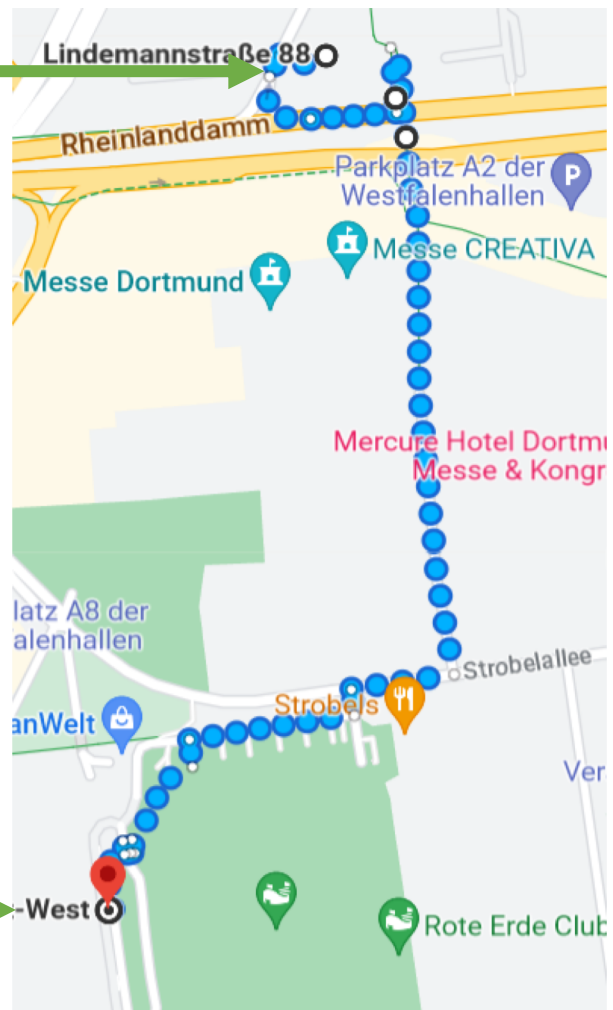 Lindemannstraße 88
Rheinlanddamm
Parkplatz A2 der
Westfalenhallen
P
Messe CREATIVA
Messe Dortmund
Mercure Hotel Dortmu
Messe & Kongr
latz A8 der
alenhallen
Strobelallee
Strobels
anWelt
Ver
-West
Rote Erde Club